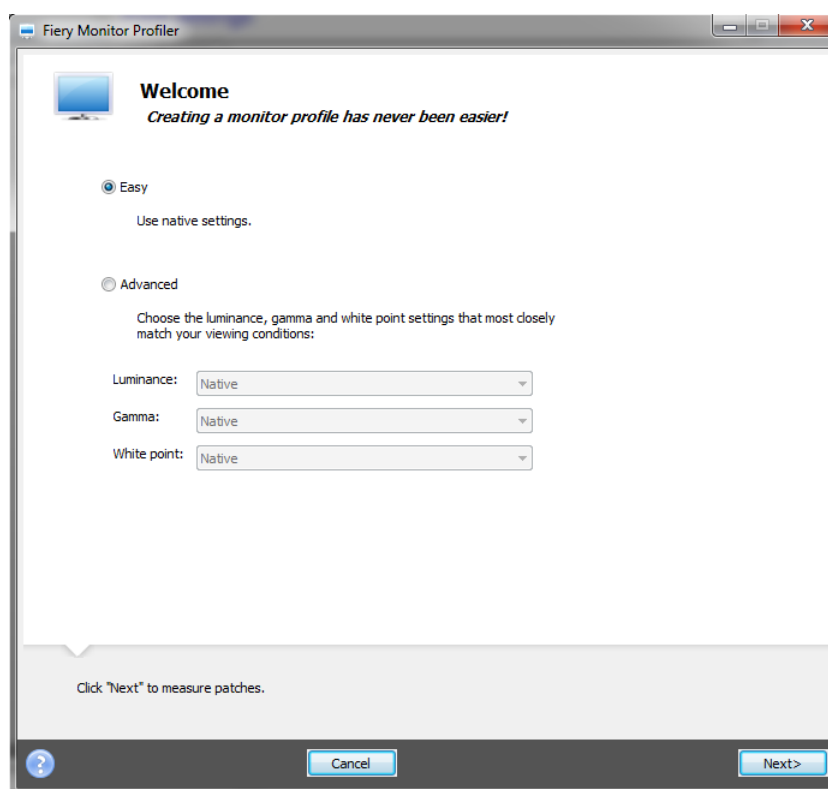 Fiery Monitor Profiler
Welcome
Creating a monitor profile has never been easier!
Easy
Use native settings.
Advanced
Choose the luminance, gamma and white point settings that most closely
match your viewing conditions:
Luminance: Native
Gamma: Native
White point: Native
Click "Next" to measure patches.
? Cancel Next>